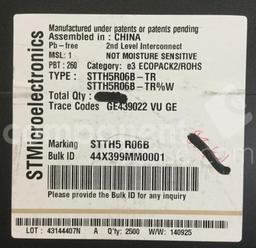 STMicroelectronics
Manufactured under patents or patents pending
Assembled in : CHINA
Pb-free 2nd Level Interconnect
MSL: 1 NOT MOISTURE SENSITIVE
PBT: 260 Category: e3 ECOPACK2/ROHS
TYPE : STTH5R06B-TR
STTH5R06B-TR%W
Total Qty :
Trace Codes GE439022 VU GE
Marking STTH5 R06B
Bulk ID 44X399MM0001
Please provide the Bulk ID for any inquiry
LOT : 43144407N A Q'ty: 2500 W/W: 140925